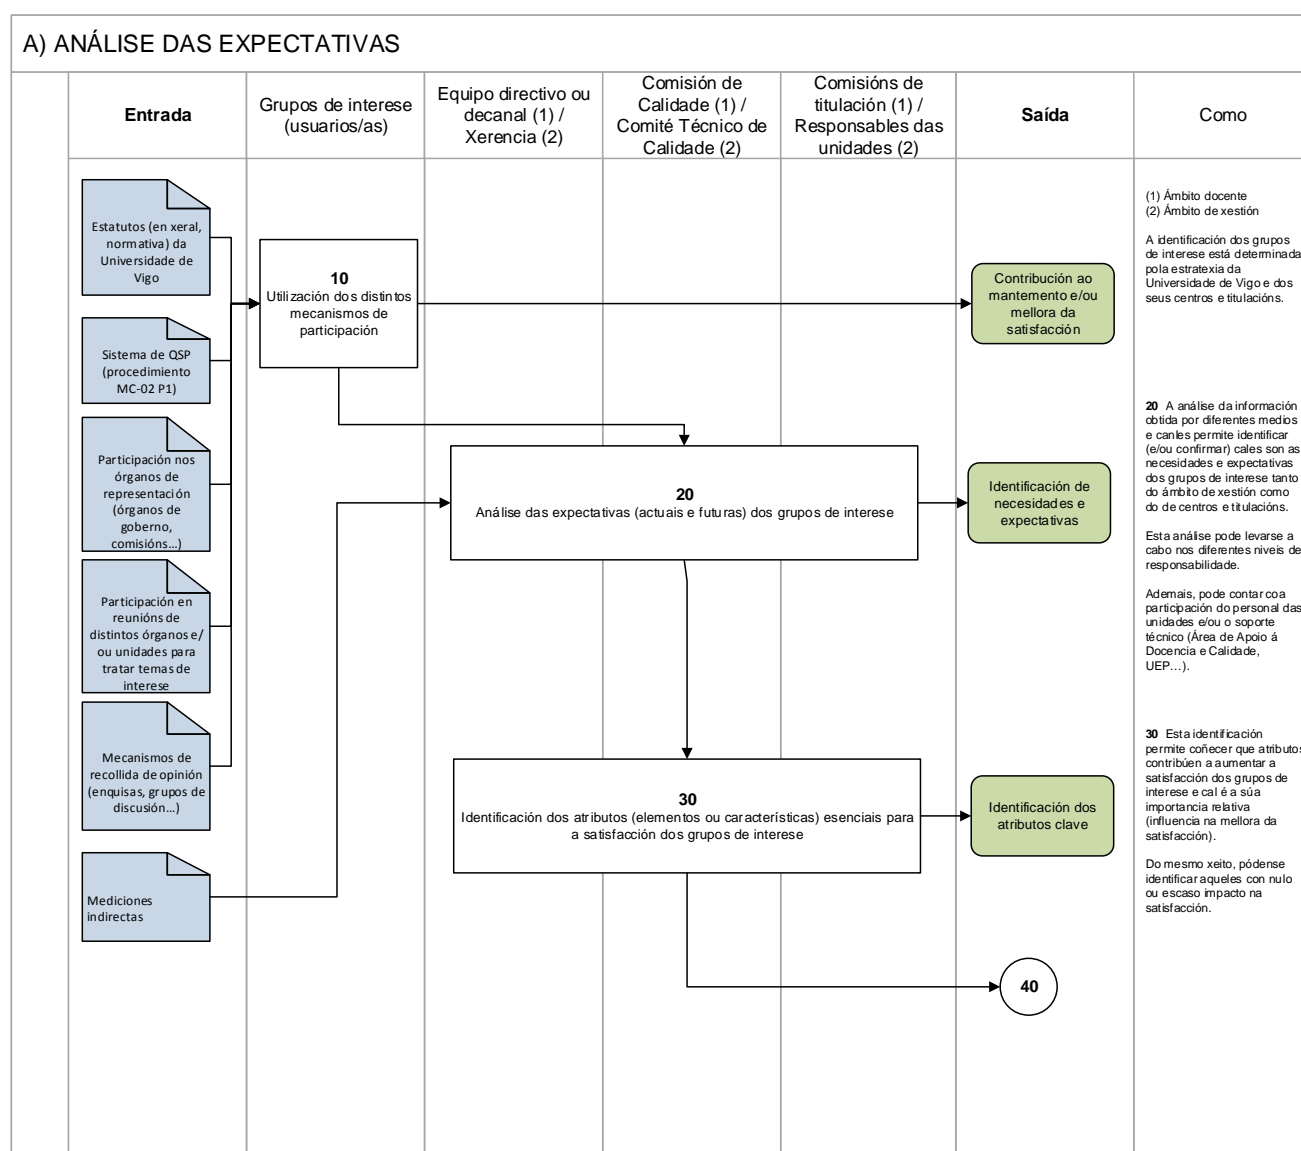 A) ANÁLISE DAS EXPECTATIVAS
Entrada
Grupos de interese
(usuarios/as)
Equipo directivo ou
decanal (1) /
Xerencia (2)
Comisión de
Calidade (1) /
Comité Técnico de
Calidade (2)
Comisións de
titulación (1) /
Responsables das
unidades (2)
Saída
Como
Estatutos (en xeral,
normativa) da
Universidade de
Vigo
Sistema de QSP
(procedimiento
MC-02 P1)
Participación nos
órganos de
representación
(órganos de
goberno,
comisións...)
Participación en
reunións de
distintos órganos e/
ou unidades para
tratar temas de
interese
Mecanismos de
recollida de opinión
(enquisas, grupos de
discusión...)
Mediciones
indirectas
10
Utilización dos distintos
mecanismos de
participación
20
Análise das expectativas (actuais e futuras) dos grupos de interese
30
Identificación dos atributos (elementos ou características) esenciais para
a satisfacción dos grupos de interese
Contribución ao
mantemento e/ou
mellora da
satisfacción
Identificación de
necesidades e
expectativas
Identificación dos
atributos clave
40
(1) Ámbito docente
(2) Ámbito de xestión
A identificación dos grupos
de interese está determinada
pola estratexia da
Universidade de Vigo e dos
seus centros e titulacións.
20 A análise da información
obtida por diferentes medios
e canles permite identificar
(e/ou confirmar) cales son as
necesidades e expectativas
dos grupos de interese tanto
do ámbito de xestión como
do de centros e titulacións.
Esta análise pode levarse a
cabo nos diferentes niveis de
responsabilidade.
Ademais, pode contar coa
participación do personal das
unidades e/ou o soporte
técnico (Área de Apoio á
Docencia e Calidade,
UEP...).
30 Esta identificación
permite coñecer que atributos
contribúen a aumentar a
satisfacción dos grupos de
interese e cal é a súa
importancia relativa
(influencia na mellora da
satisfacción).
Do mesmo xeito, pódense
identificar aqueles con nulo
ou escaso impacto na
satisfacción.